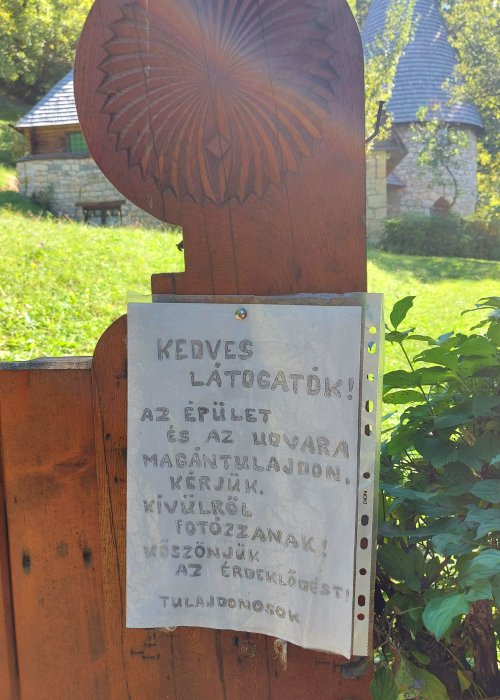 KEDVES
LÁTOGATÓK!
AZ ÉPÜLET
ÉS AZ UDVARA
MAGÁNTULAJDON,
KÉRJÜK,
KÍVÜLRŐL
FOTÓZZANAK!
KÖSZÖNJÜK
AZ ÉRDEKLŐDÉST!
TULAJDONOSOK